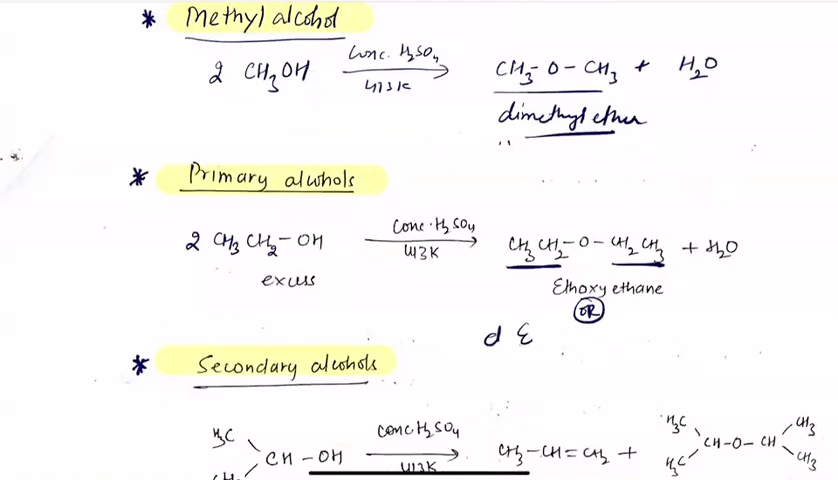 * Methyl alcohol
2 CH₃OH Conc. H₂SO₄ 413K CH₃-O-CH₃ + H₂O
dimethyl ether
* Primary alcohols
2 CH₃CH₂-OH Conc. H₂SO₄ 413K CH₃CH₂-O-CH₂CH₃ + H₂O
excess
Ethoxy ethane
OR
d E
* Secondary alcohols
H₃C CH-OH Conc H₂SO₄ 413K CH₃-CH=CH₂ + H₃C H₃C CH-O-CH CH₃ CH₃